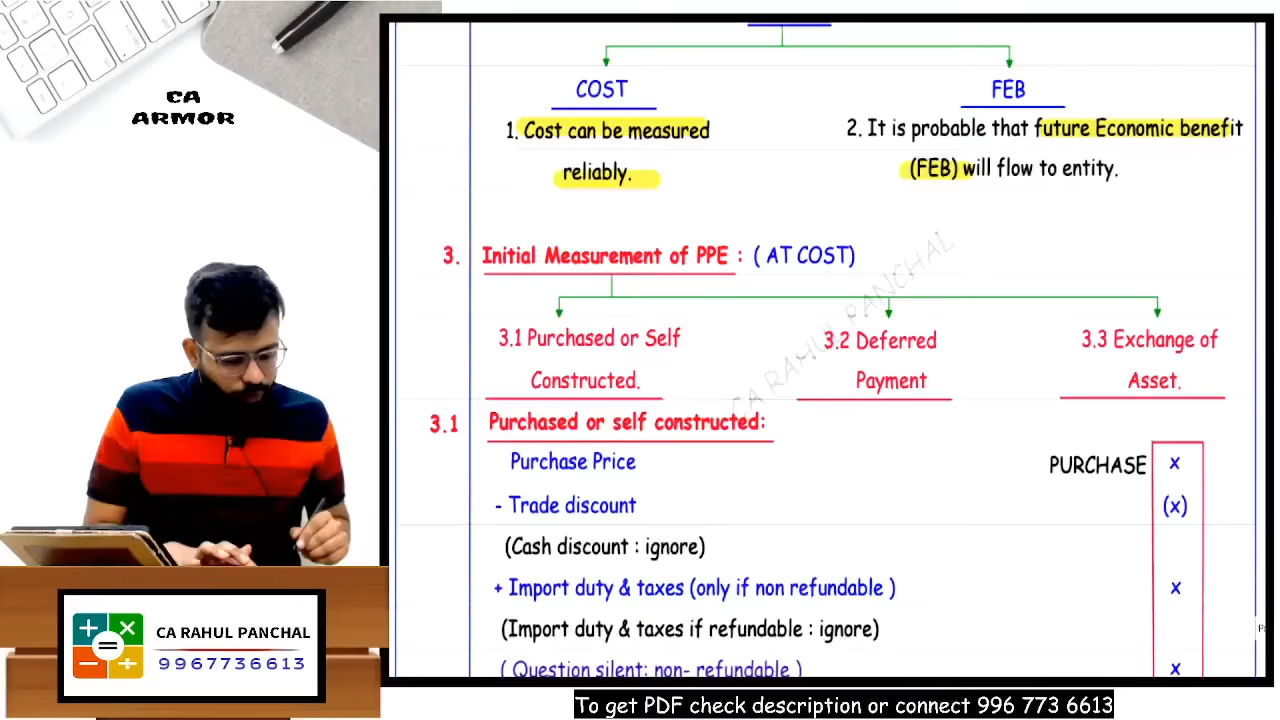 CA
ARMOR
COST
FEB
1. Cost can be measured
reliably.
2. It is probable that future Economic benefit
(FEB) will flow to entity.
3. Initial Measurement of PPE : ( AT COST)
3.1 Purchased or Self
Constructed.
3.2 Deferred
Payment
3.3 Exchange of
Asset.
CA RAHUL PANCHAL
3.1 Purchased or self constructed:
Purchase Price
PURCHASE x
- Trade discount (x)
(Cash discount : ignore)
+ Import duty & taxes (only if non refundable ) x
(Import duty & taxes if refundable : ignore)
( Question silent: non- refundable ) x
CA RAHUL PANCHAL
9967736613
To get PDF check description or connect 996 773 6613